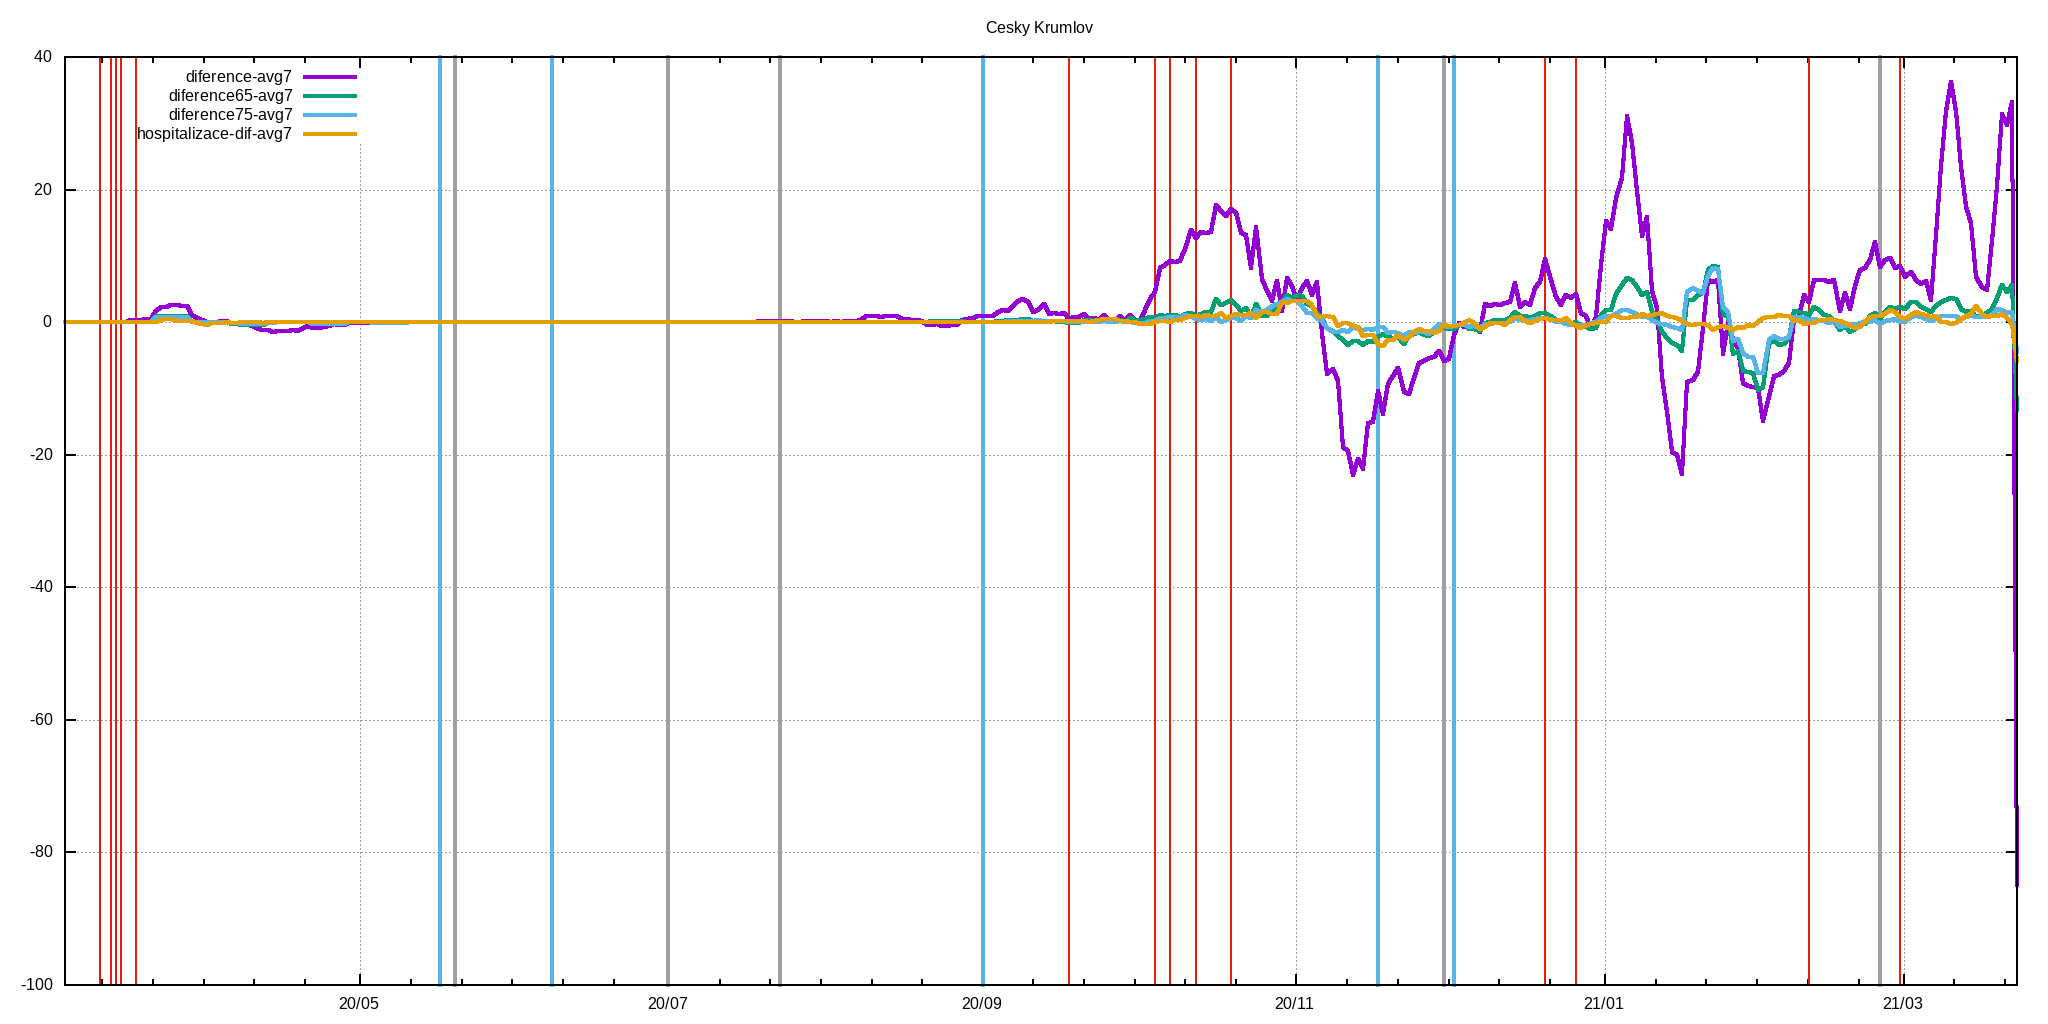 Cesky Krumlov
40
20
0
-20
-40
-60
-80
-100
diference-avg7
diference65-avg7
diference75-avg7
hospitalizace-dif-avg7
20/05
20/07
20/09
20/11
21/01
21/03